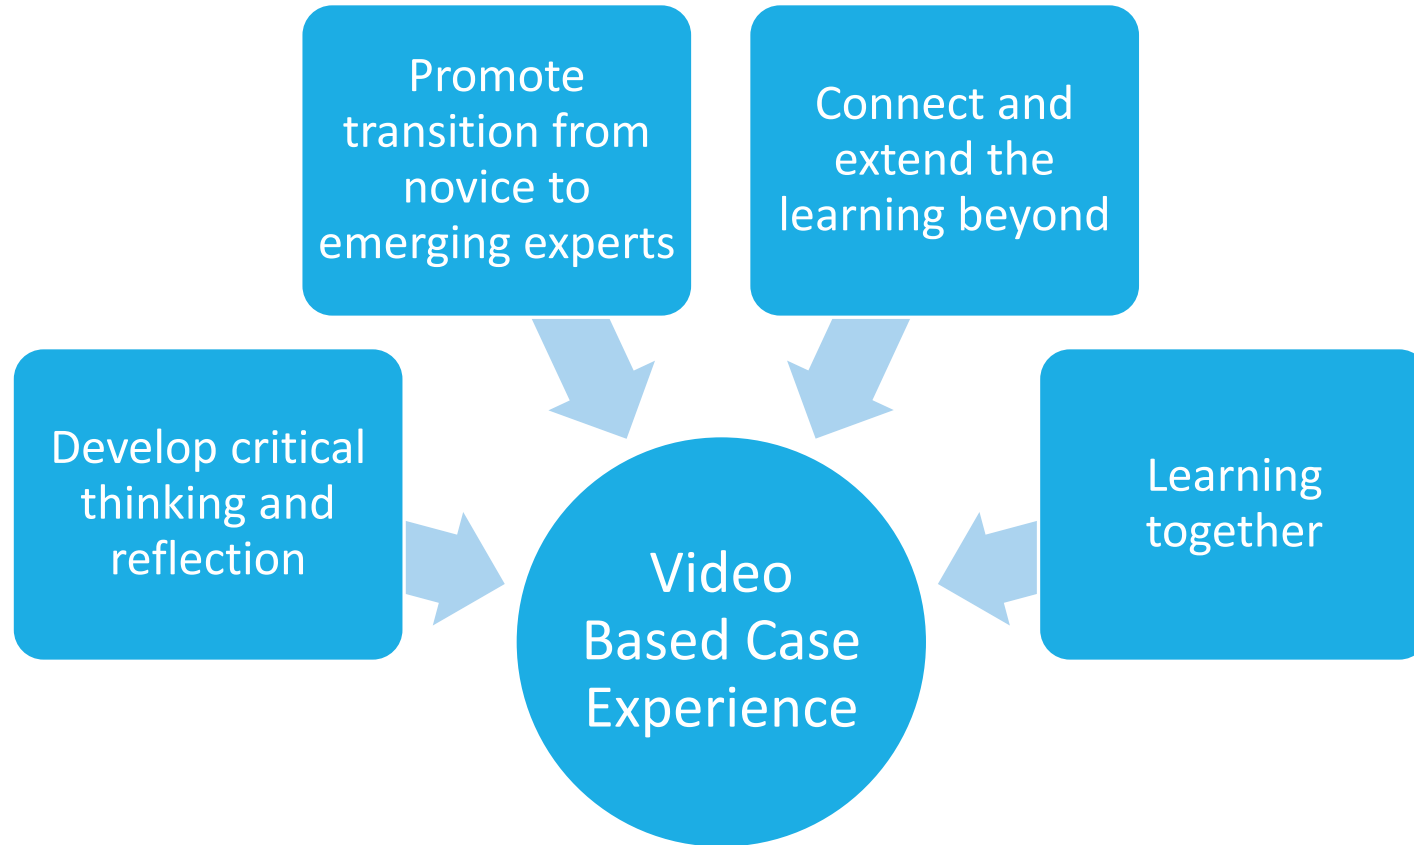 Promote
transition from
novice to
emerging experts
Connect and
extend the
learning beyond
Develop critical
thinking and
reflection
Learning
together
Video
Based Case
Experience